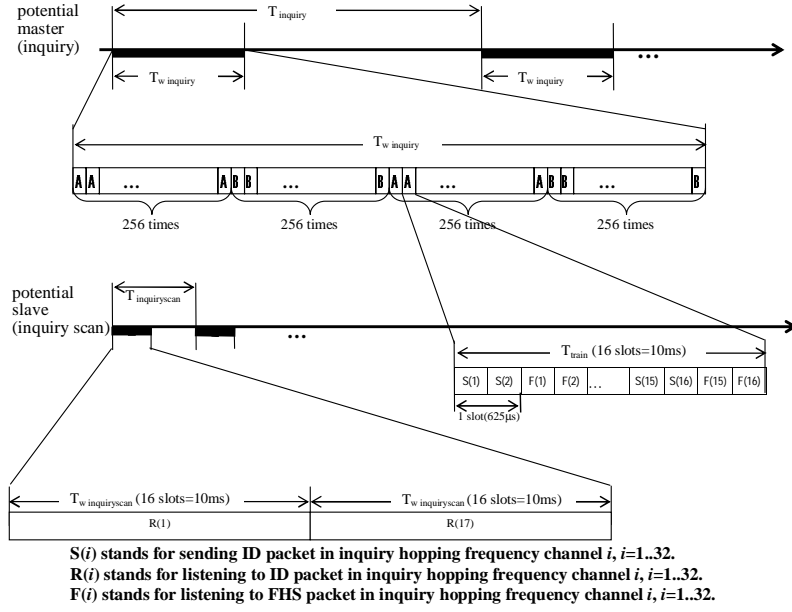 potential
master
(inquiry)
T inquiry
...
T w inquiry
T w inquiry
T w inquiry
A A ... A B B ... B A A ... A B B ... B
256 times 256 times 256 times 256 times
potential
slave
(inquiry scan)
T inquiryscan
...
T train (16 slots=10ms)
S(1) S(2) F(1) F(2) ... S(15) S(16) F(15) F(16)
1 slot(625μs)
T w inquiryscan (16 slots=10ms) T w inquiryscan (16 slots=10ms)
R(1) R(17)
S(i) stands for sending ID packet in inquiry hopping frequency channel i, i=1..32.
R(i) stands for listening to ID packet in inquiry hopping frequency channel i, i=1..32.
F(i) stands for listening to FHS packet in inquiry hopping frequency channel i, i=1..32.